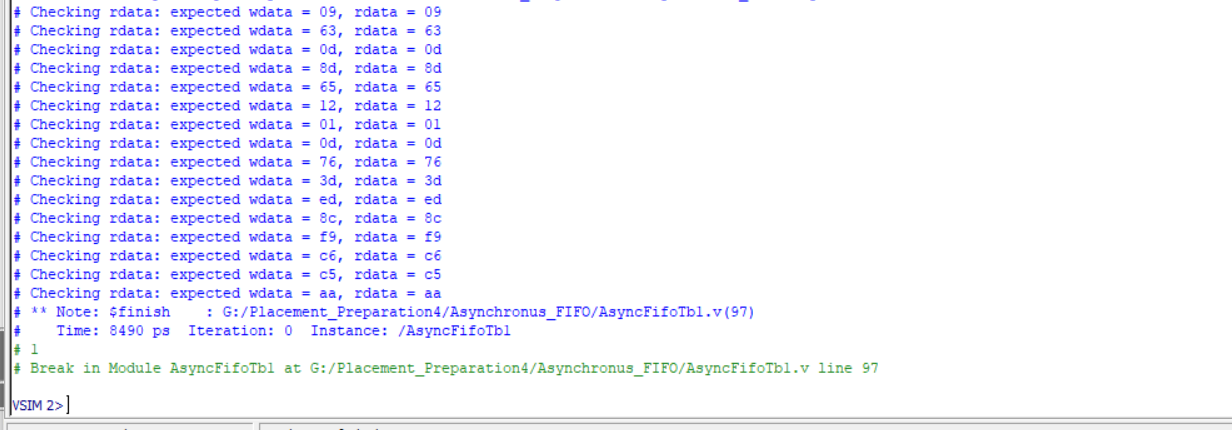 # Checking rdata: expected wdata = 09, rdata = 09
# Checking rdata: expected wdata = 63, rdata = 63
# Checking rdata: expected wdata = 0d, rdata = 0d
# Checking rdata: expected wdata = 8d, rdata = 8d
# Checking rdata: expected wdata = 65, rdata = 65
# Checking rdata: expected wdata = 12, rdata = 12
# Checking rdata: expected wdata = 01, rdata = 01
# Checking rdata: expected wdata = 0d, rdata = 0d
# Checking rdata: expected wdata = 76, rdata = 76
# Checking rdata: expected wdata = 3d, rdata = 3d
# Checking rdata: expected wdata = ed, rdata = ed
# Checking rdata: expected wdata = 8c, rdata = 8c
# Checking rdata: expected wdata = f9, rdata = f9
# Checking rdata: expected wdata = c6, rdata = c6
# Checking rdata: expected wdata = c5, rdata = c5
# Checking rdata: expected wdata = aa, rdata = aa
# ** Note: $finish    : G:/Placement_Preparation4/Asynchronus_FIFO/AsyncFifoTb1.v(97)
#    Time: 8490 ps  Iteration: 0  Instance: /AsyncFifoTb1
# 1
# Break in Module AsyncFifoTb1 at G:/Placement_Preparation4/Asynchronus_FIFO/AsyncFifoTb1.v line 97
VSIM 2>